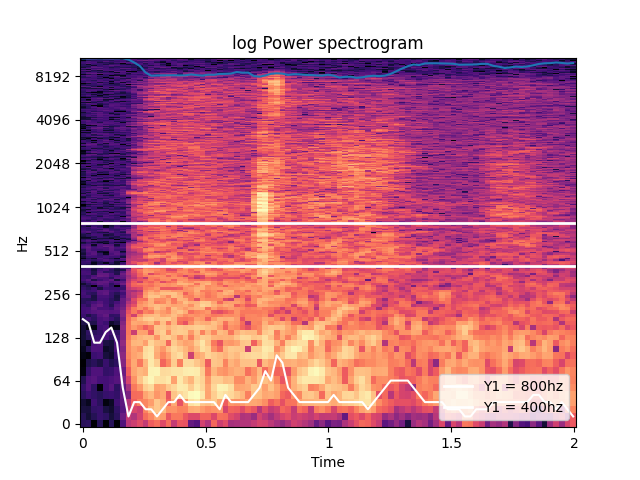 log Power spectrogram
8192
4096
2048
1024
512
256
128
64
0
Hz
Y1 = 800hz
Y1 = 400hz
0
0.5
1
1.5
2
Time